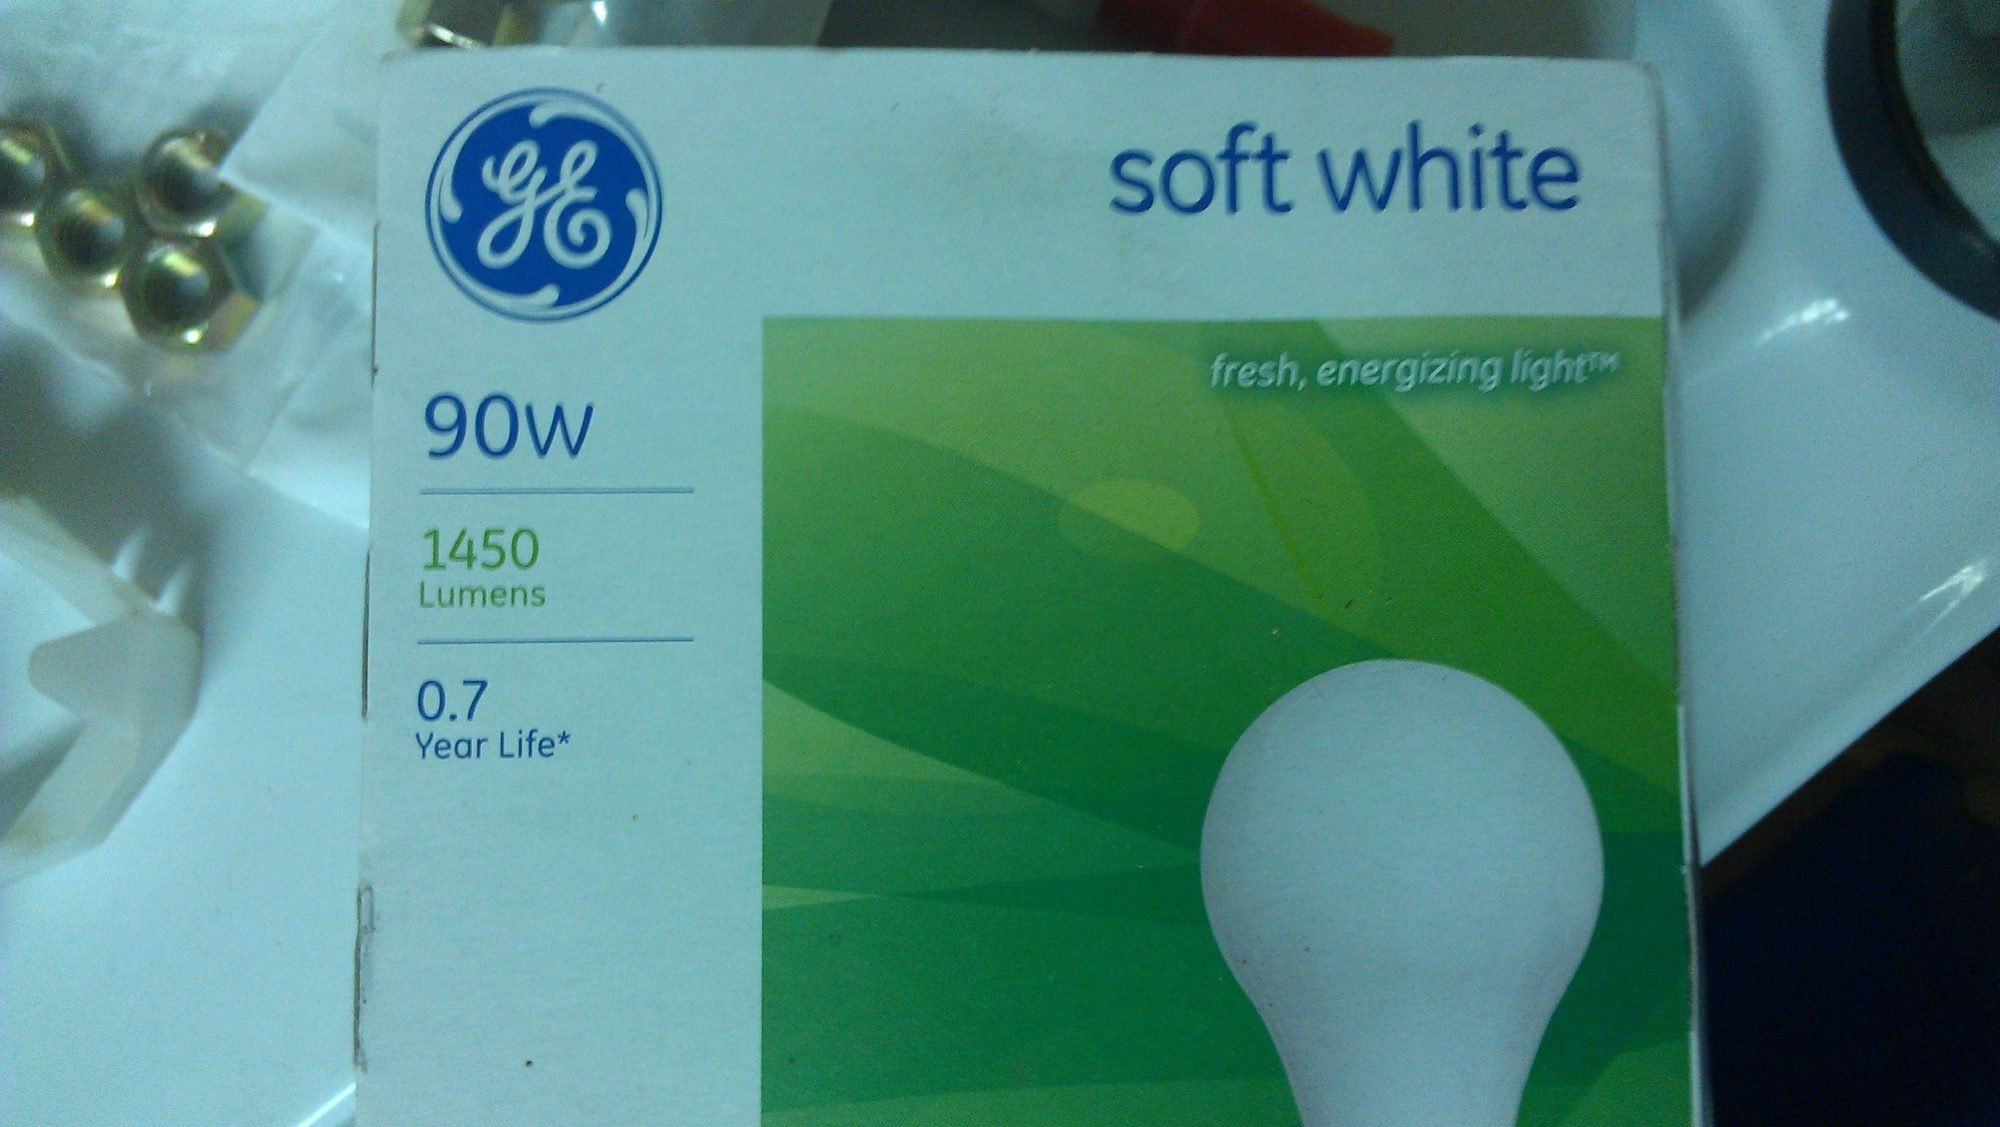 GE
soft white
fresh, energizing light™
90W
1450
Lumens
0.7
Year Life*